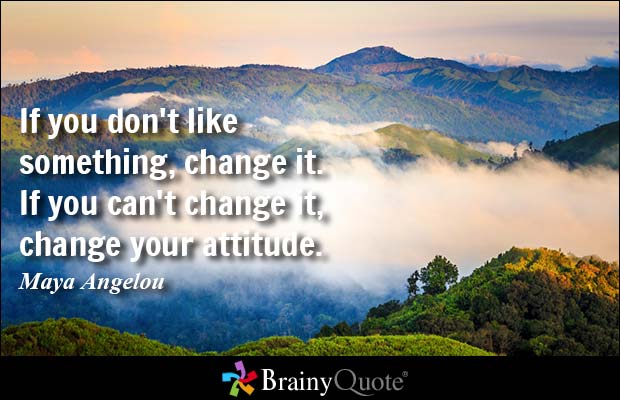 If you don't like
something, change it.
If you can't change it,
change your attitude.
Maya Angelou
BrainyQuote®